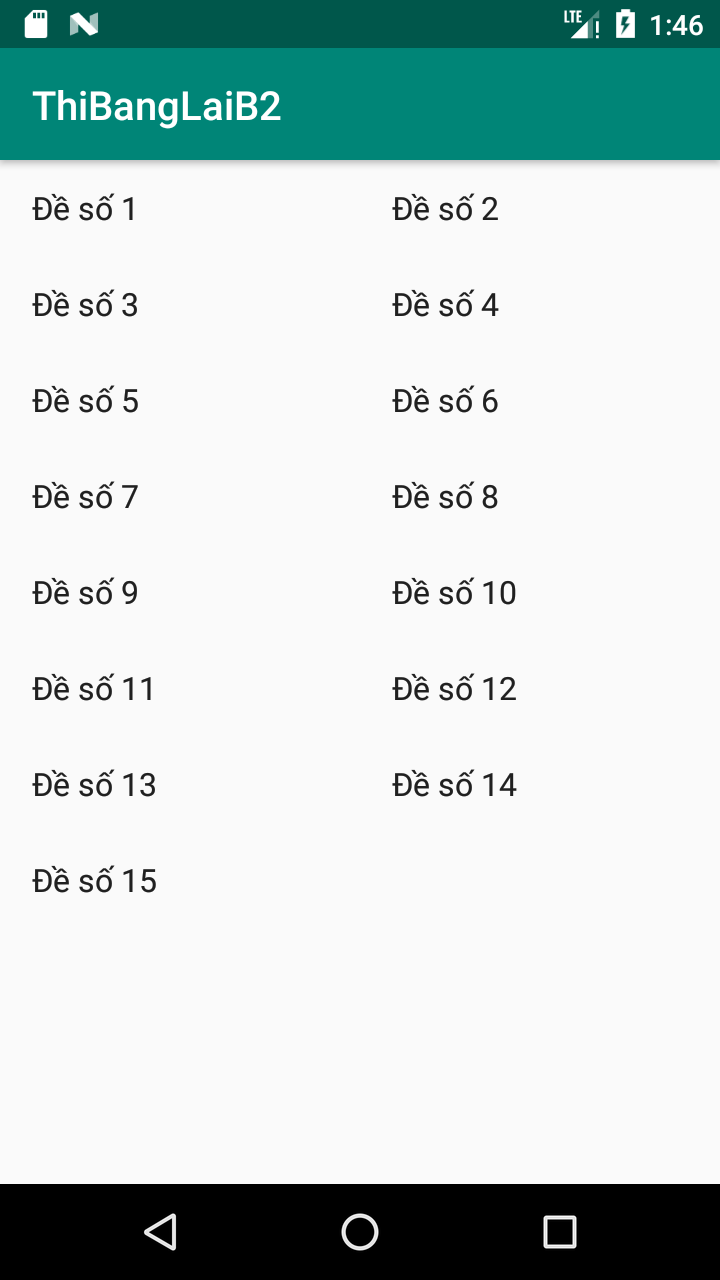 LTE 1:46
ThiBangLaiB2
Đề số 1 Đề số 2
Đề số 3 Đề số 4
Đề số 5 Đề số 6
Đề số 7 Đề số 8
Đề số 9 Đề số 10
Đề số 11 Đề số 12
Đề số 13 Đề số 14
Đề số 15